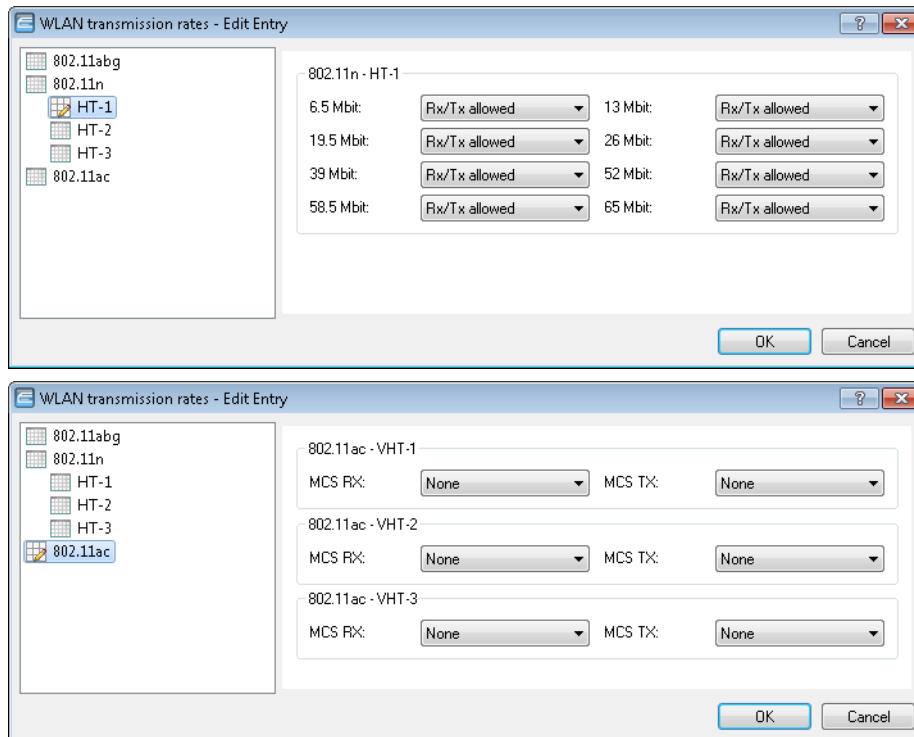 WLAN transmission rates - Edit Entry
802.11abg
802.11n
HT-1
HT-2
HT-3
802.11ac
802.11n - HT-1
6.5 Mbit: Rx/Tx allowed 13 Mbit: Rx/Tx allowed
19.5 Mbit: Rx/Tx allowed 26 Mbit: Rx/Tx allowed
39 Mbit: Rx/Tx allowed 52 Mbit: Rx/Tx allowed
58.5 Mbit: Rx/Tx allowed 65 Mbit: Rx/Tx allowed
OK Cancel
WLAN transmission rates - Edit Entry
802.11abg
802.11n
HT-1
HT-2
HT-3
802.11ac
802.11ac - VHT-1
MCS RX: None MCS TX: None
802.11ac - VHT-2
MCS RX: None MCS TX: None
802.11ac - VHT-3
MCS RX: None MCS TX: None
OK Cancel